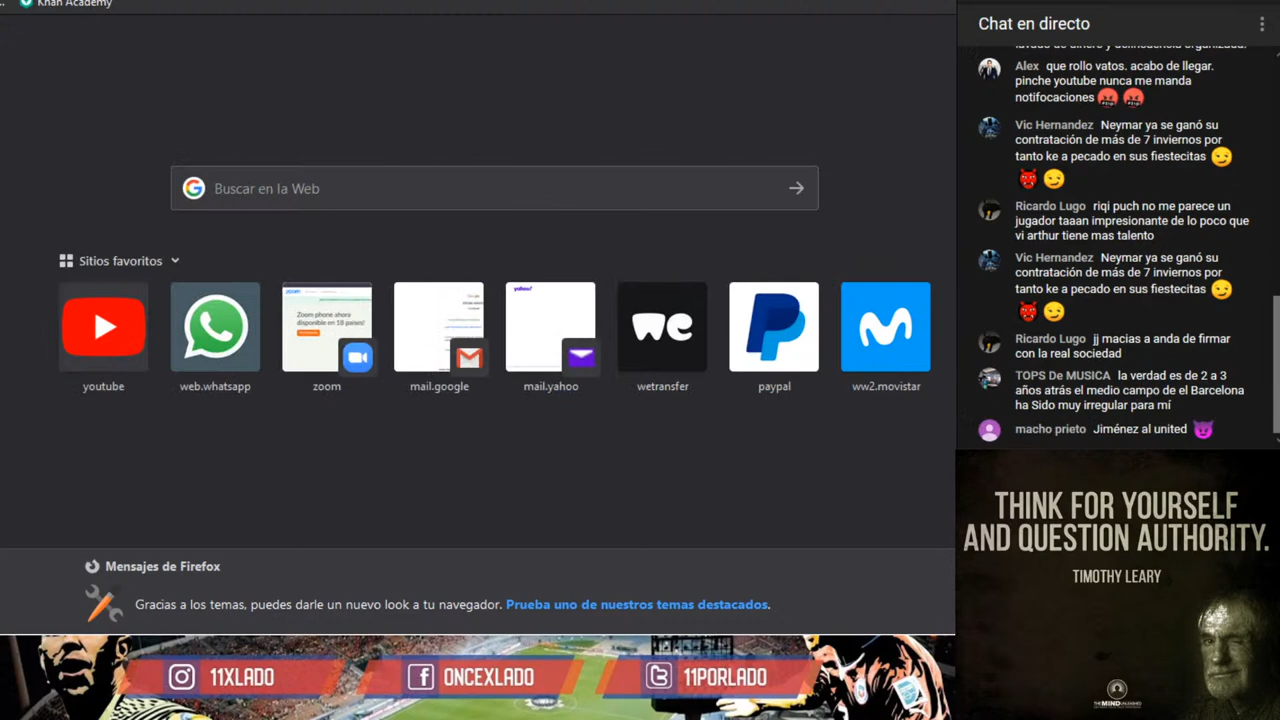 Khan Academy
Buscar en la Web
Sitios favoritos
zoom
Zoom phone ahora
disponible en 18 países!
yahoo!
we
youtube
web.whatsapp
zoom
mail.google
mail.yahoo
wetransfer
paypal
ww2.movistar
Mensajes de Firefox
Gracias a los temas, puedes darle un nuevo look a tu navegador. Prueba uno de nuestros temas destacados.
11XLADO
ONCEXLADO
11PORLADO
Chat en directo
lavado de dinero y delincuencia organizada.
Alex que rollo vatos. acabo de llegar.
pinche youtube nunca me manda
notifocaciones
Vic Hernandez Neymar ya se ganó su
contratación de más de 7 inviernos por
tanto ke a pecado en sus fiestecitas
Ricardo Lugo riqi puch no me parece un
jugador taaan impresionante de lo poco que
vi arthur tiene mas talento
Vic Hernandez Neymar ya se ganó su
contratación de más de 7 inviernos por
tanto ke a pecado en sus fiestecitas
Ricardo Lugo jj macias a anda de firmar
con la real sociedad
TOPS De MUSICA la verdad es de 2 a 3
años atrás el medio campo de el Barcelona
ha Sido muy irregular para mí
macho prieto Jiménez al united
THINK FOR YOURSELF
AND QUESTION AUTHORITY.
TIMOTHY LEARY
THEMINDUNLEASHED